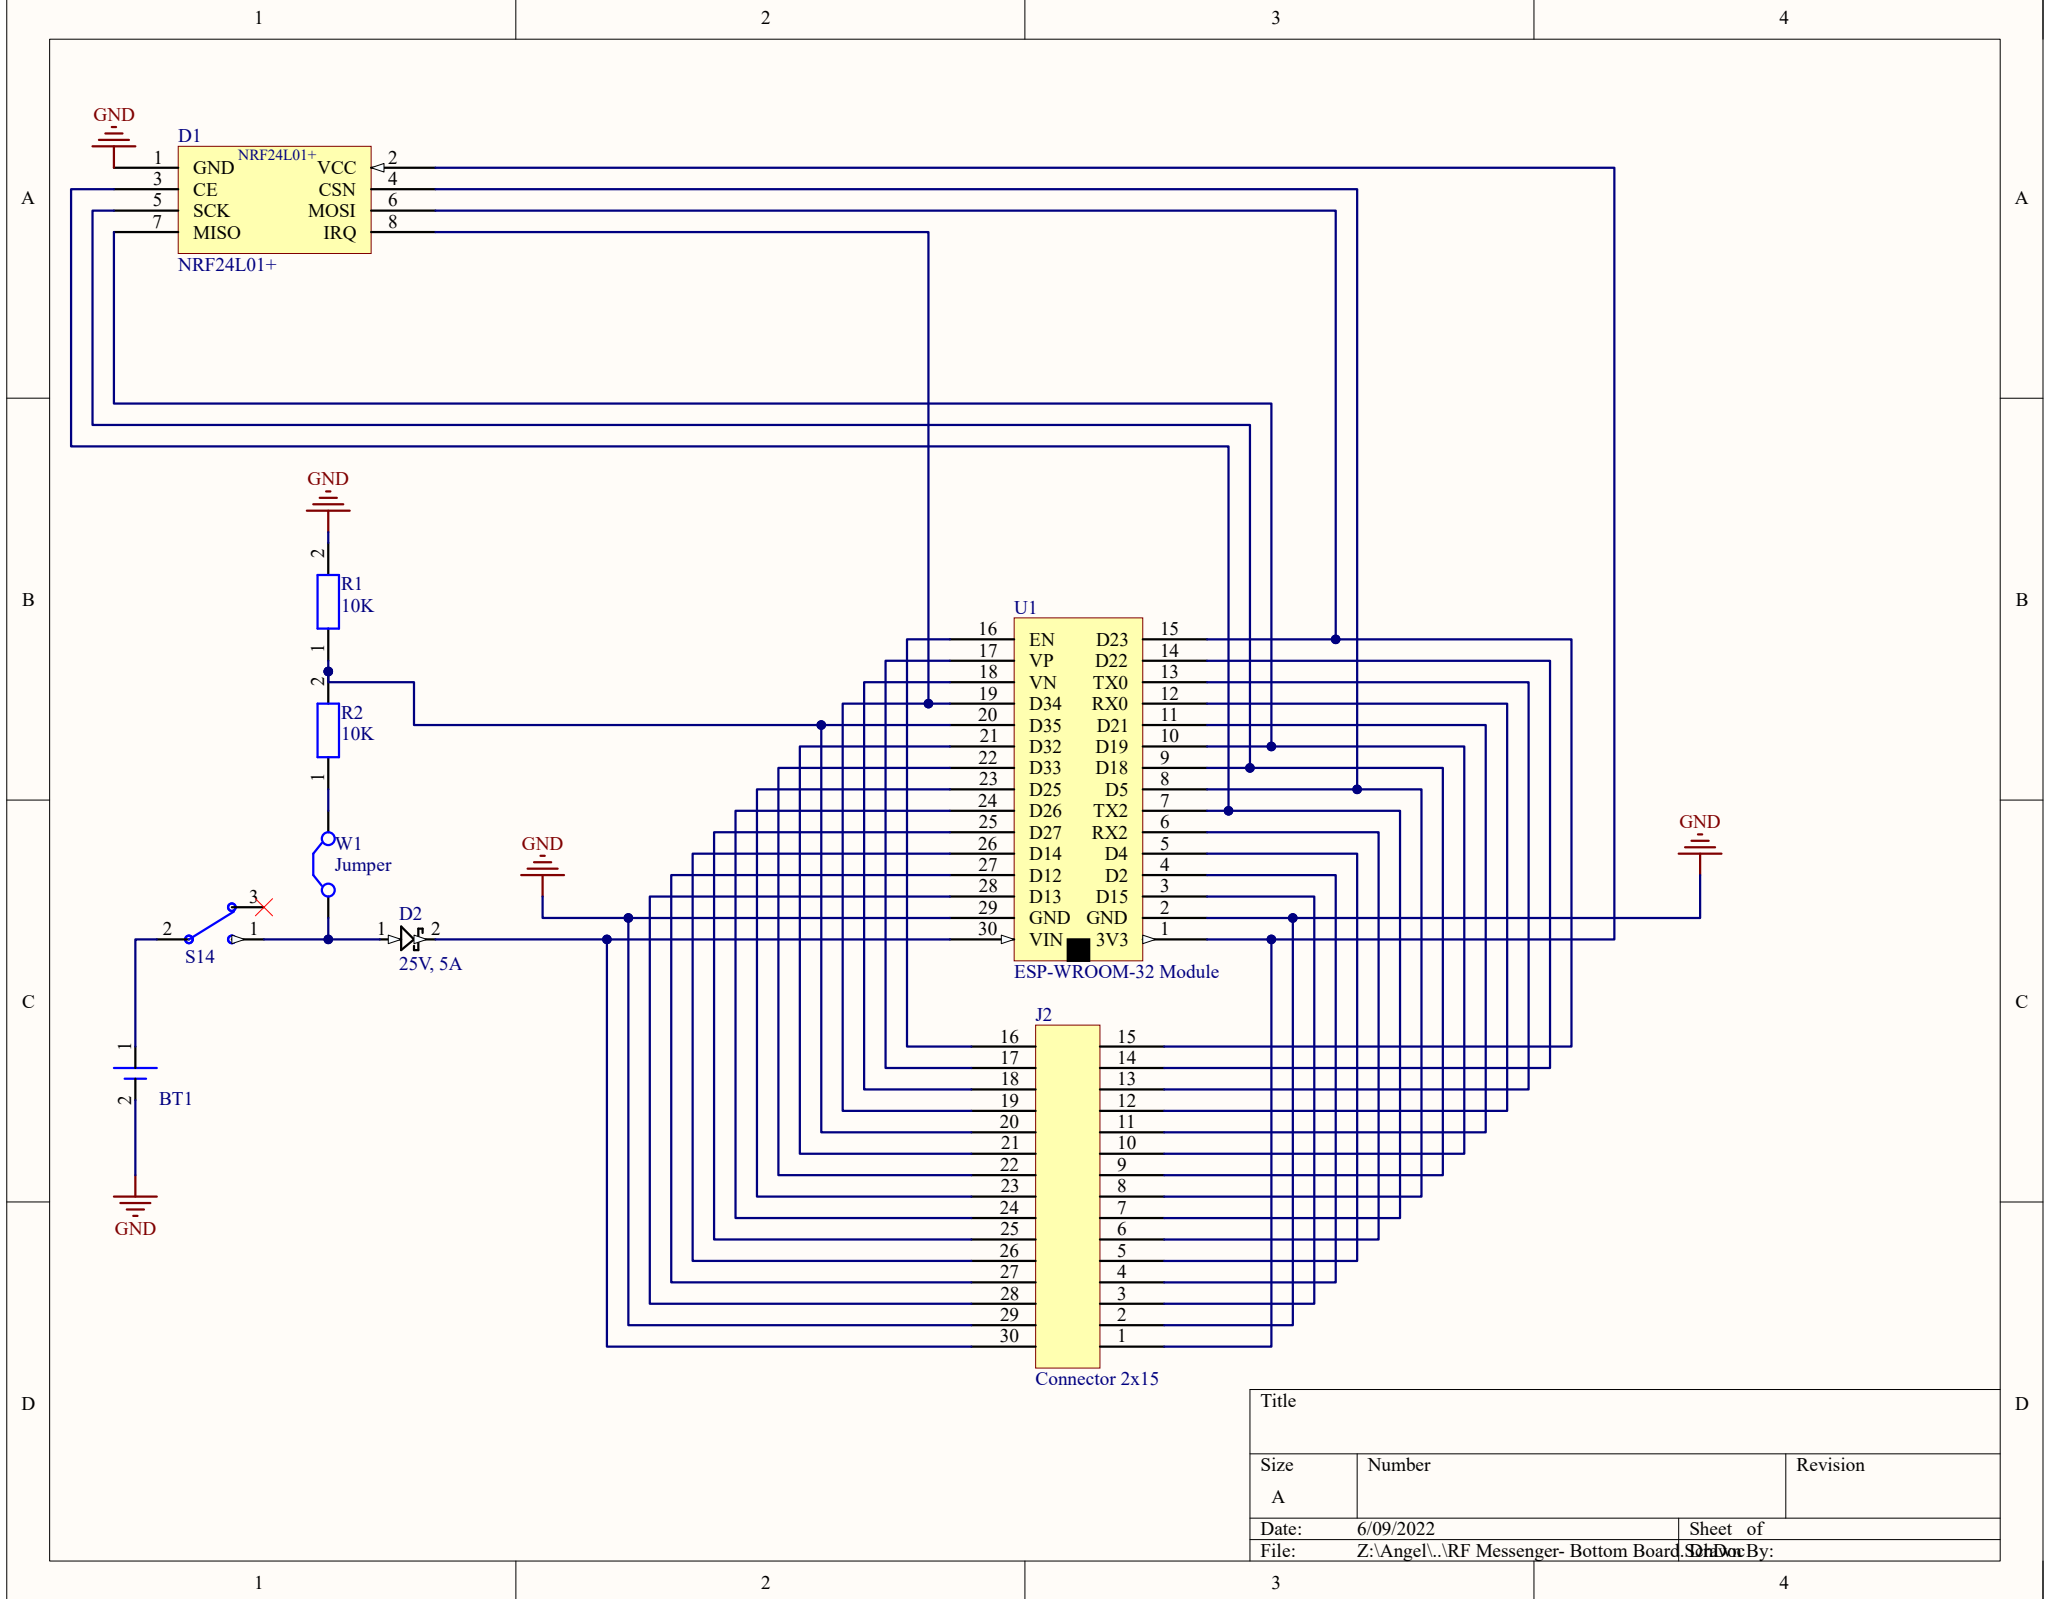 1 2 3 4
A A
B B
C C
D D
GND
D1
NRF24L01+
1 GND VCC 2
3 CE CSN 4
5 SCK MOSI 6
7 MISO IRQ 8
NRF24L01+
GND
2
R1
10K
1
2
R2
10K
1
W1
Jumper
3
2 1
S14
D2
1 2
25V, 5A
1
BT1
2
GND
GND
GND
U1
16 EN D23 15
17 VP D22 14
18 VN TX0 13
19 D34 RX0 12
20 D35 D21 11
21 D32 D19 10
22 D33 D18 9
23 D25 D5 8
24 D26 TX2 7
25 D27 RX2 6
26 D14 D4 5
27 D12 D2 4
28 D13 D15 3
29 GND GND 2
30 VIN 3V3 1
ESP-WROOM-32 Module
J2
16 15
17 14
18 13
19 12
20 11
21 10
22 9
23 8
24 7
25 6
26 5
27 4
28 3
29 2
30 1
Connector 2x15
Title
Size Number Revision
A
Date: 6/09/2022 Sheet of
File: Z:\Angel\..\RF Messenger- Bottom Board.SchDoc Drawn By:
1 2 3 4